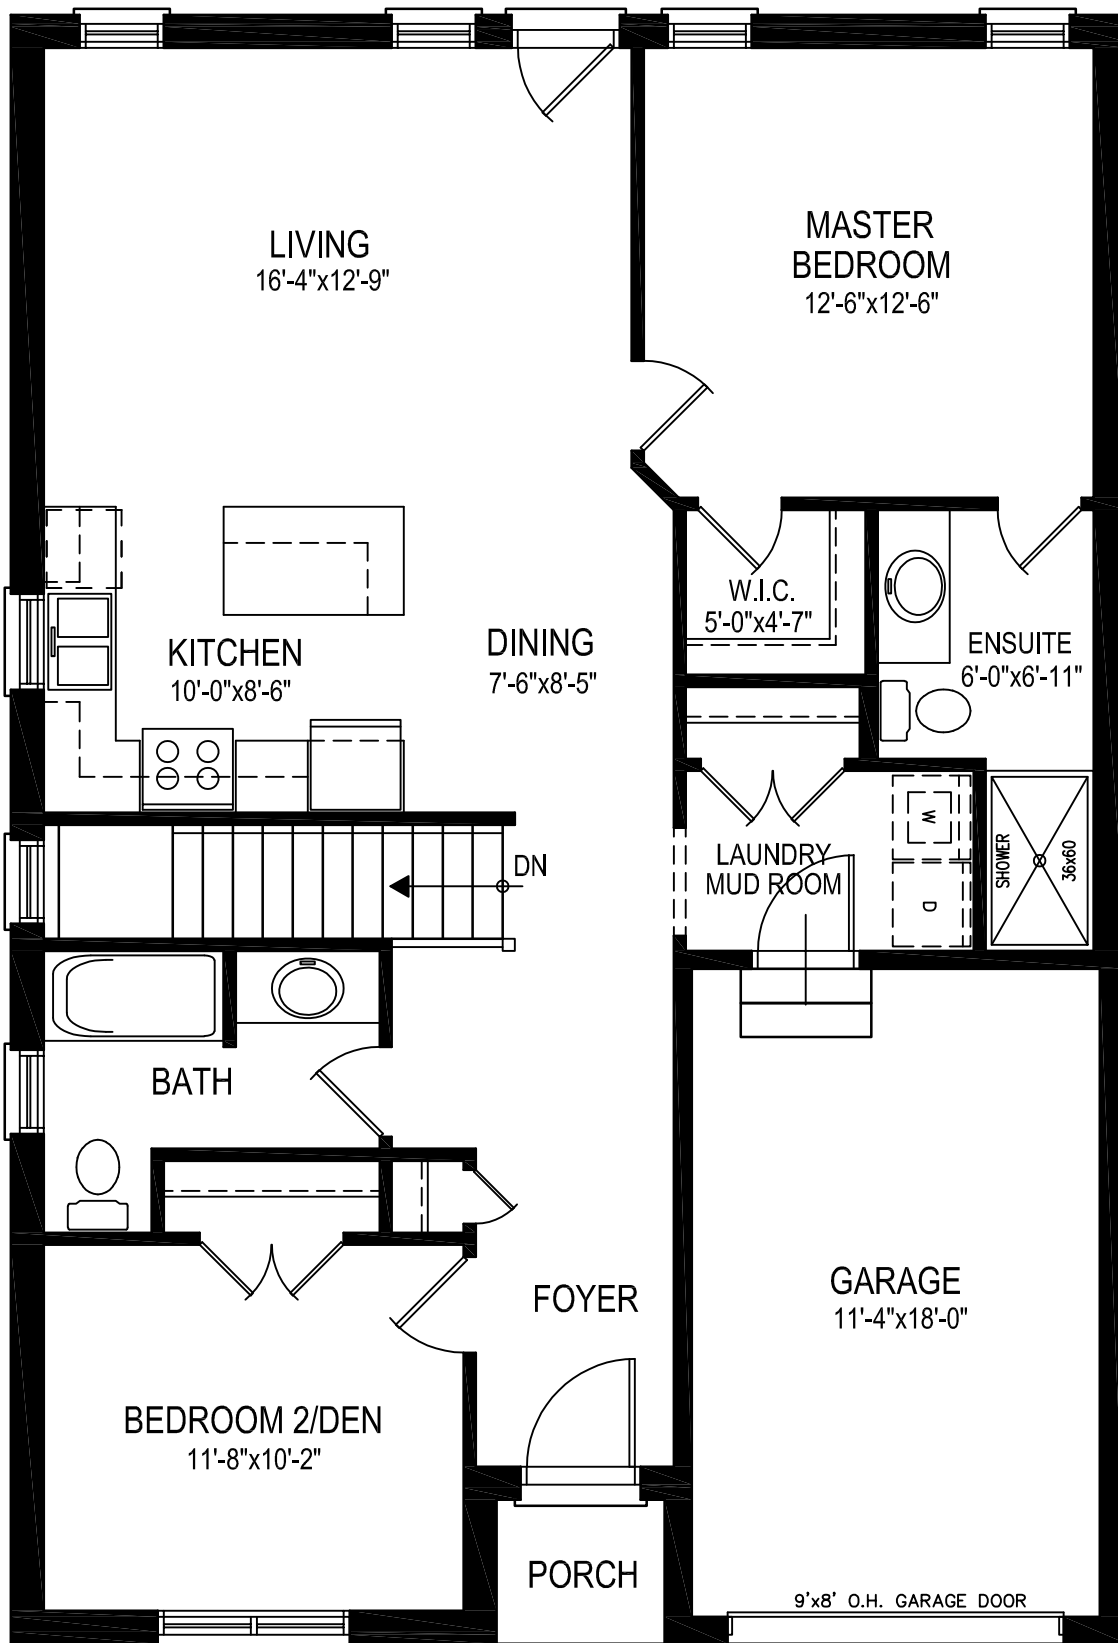 LIVING
16'-4"x12'-9"
MASTER
BEDROOM
12'-6"x12'-6"
W.I.C.
5'-0"x4'-7"
ENSUITE
6'-0"x6'-11"
KITCHEN
10'-0"x8'-6"
DINING
7'-6"x8'-5"
DN
LAUNDRY
MUD ROOM
W
D
SHOWER
36x60
BATH
FOYER
GARAGE
11'-4"x18'-0"
BEDROOM 2/DEN
11'-8"x10'-2"
PORCH
9'x8' O.H. GARAGE DOOR